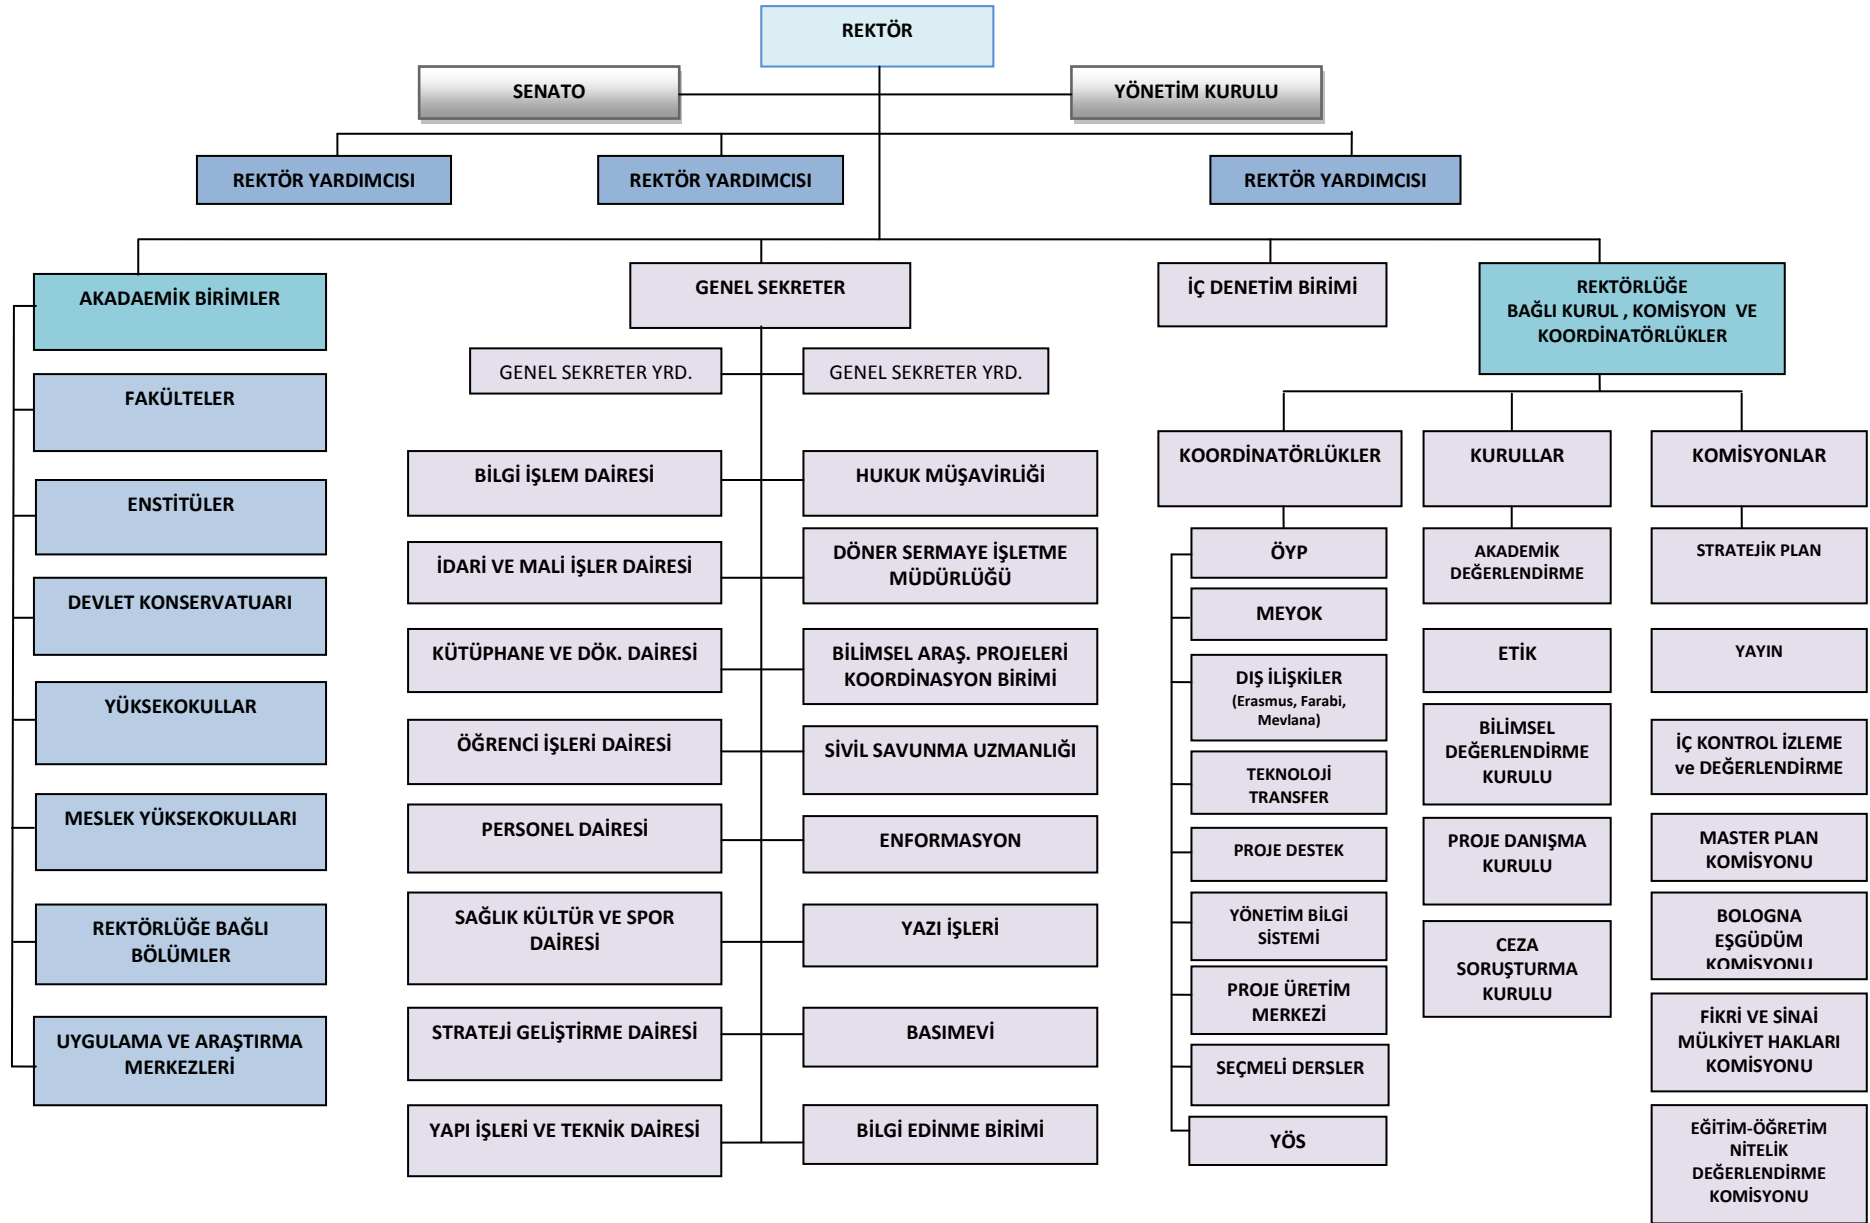 REKTÖR
SENATO
YÖNETİM KURULU
REKTÖR YARDIMCISI
REKTÖR YARDIMCISI
REKTÖR YARDIMCISI
AKADAEMİK BİRİMLER
FAKÜLTELER
ENSTİTÜLER
DEVLET KONSERVATUARI
YÜKSEKOKULLAR
MESLEK YÜKSEKOKULLARI
REKTÖRLÜĞE BAĞLI
BÖLÜMLER
UYGULAMA VE ARAŞTIRMA
MERKEZLERİ
GENEL SEKRETER
GENEL SEKRETER YRD.
GENEL SEKRETER YRD.
BİLGİ İŞLEM DAİRESİ
HUKUK MÜŞAVİRLİĞİ
İDARİ VE MALİ İŞLER DAİRESİ
DÖNER SERMAYE İŞLETME
MÜDÜRLÜĞÜ
KÜTÜPHANE VE DÖK. DAİRESİ
BİLİMSEL ARAŞ. PROJELERİ
KOORDİNASYON BİRİMİ
ÖĞRENCİ İŞLERİ DAİRESİ
SİVİL SAVUNMA UZMANLIĞI
PERSONEL DAİRESİ
ENFORMASYON
SAĞLIK KÜLTÜR VE SPOR
DAİRESİ
YAZI İŞLERİ
STRATEJİ GELİŞTİRME DAİRESİ
BASIMEVİ
YAPI İŞLERİ VE TEKNİK DAİRESİ
BİLGİ EDİNME BİRİMİ
İÇ DENETİM BİRİMİ
REKTÖRLÜĞE
BAĞLI KURUL , KOMİSYON VE
KOORDİNATÖRLÜKLER
KOORDİNATÖRLÜKLER
ÖYP
MEYOK
DIŞ İLİŞKİLER
(Erasmus, Farabi,
Mevlana)
TEKNOLOJİ
TRANSFER
PROJE DESTEK
YÖNETİM BİLGİ
SİSTEMİ
PROJE ÜRETİM
MERKEZİ
SEÇMELİ DERSLER
YÖS
KURULLAR
AKADEMİK
DEĞERLENDİRME
ETİK
BİLİMSEL
DEĞERLENDİRME
KURULU
PROJE DANIŞMA
KURULU
CEZA
SORUŞTURMA
KURULU
KOMİSYONLAR
STRATEJİK PLAN
YAYIN
İÇ KONTROL İZLEME
ve DEĞERLENDİRME
MASTER PLAN
KOMİSYONU
BOLOGNA
EŞGÜDÜM
KOMİSYONU
FİKRİ VE SİNAİ
MÜLKİYET HAKLARI
KOMİSYONU
EĞİTİM-ÖĞRETİM
NİTELİK
DEĞERLENDİRME
KOMİSYONU